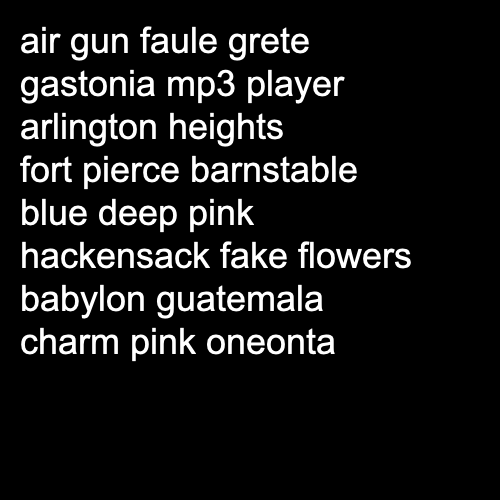 air gun faule grete
gastonia mp3 player
arlington heights
fort pierce barnstable
blue deep pink
hackensack fake flowers
babylon guatemala
charm pink oneonta